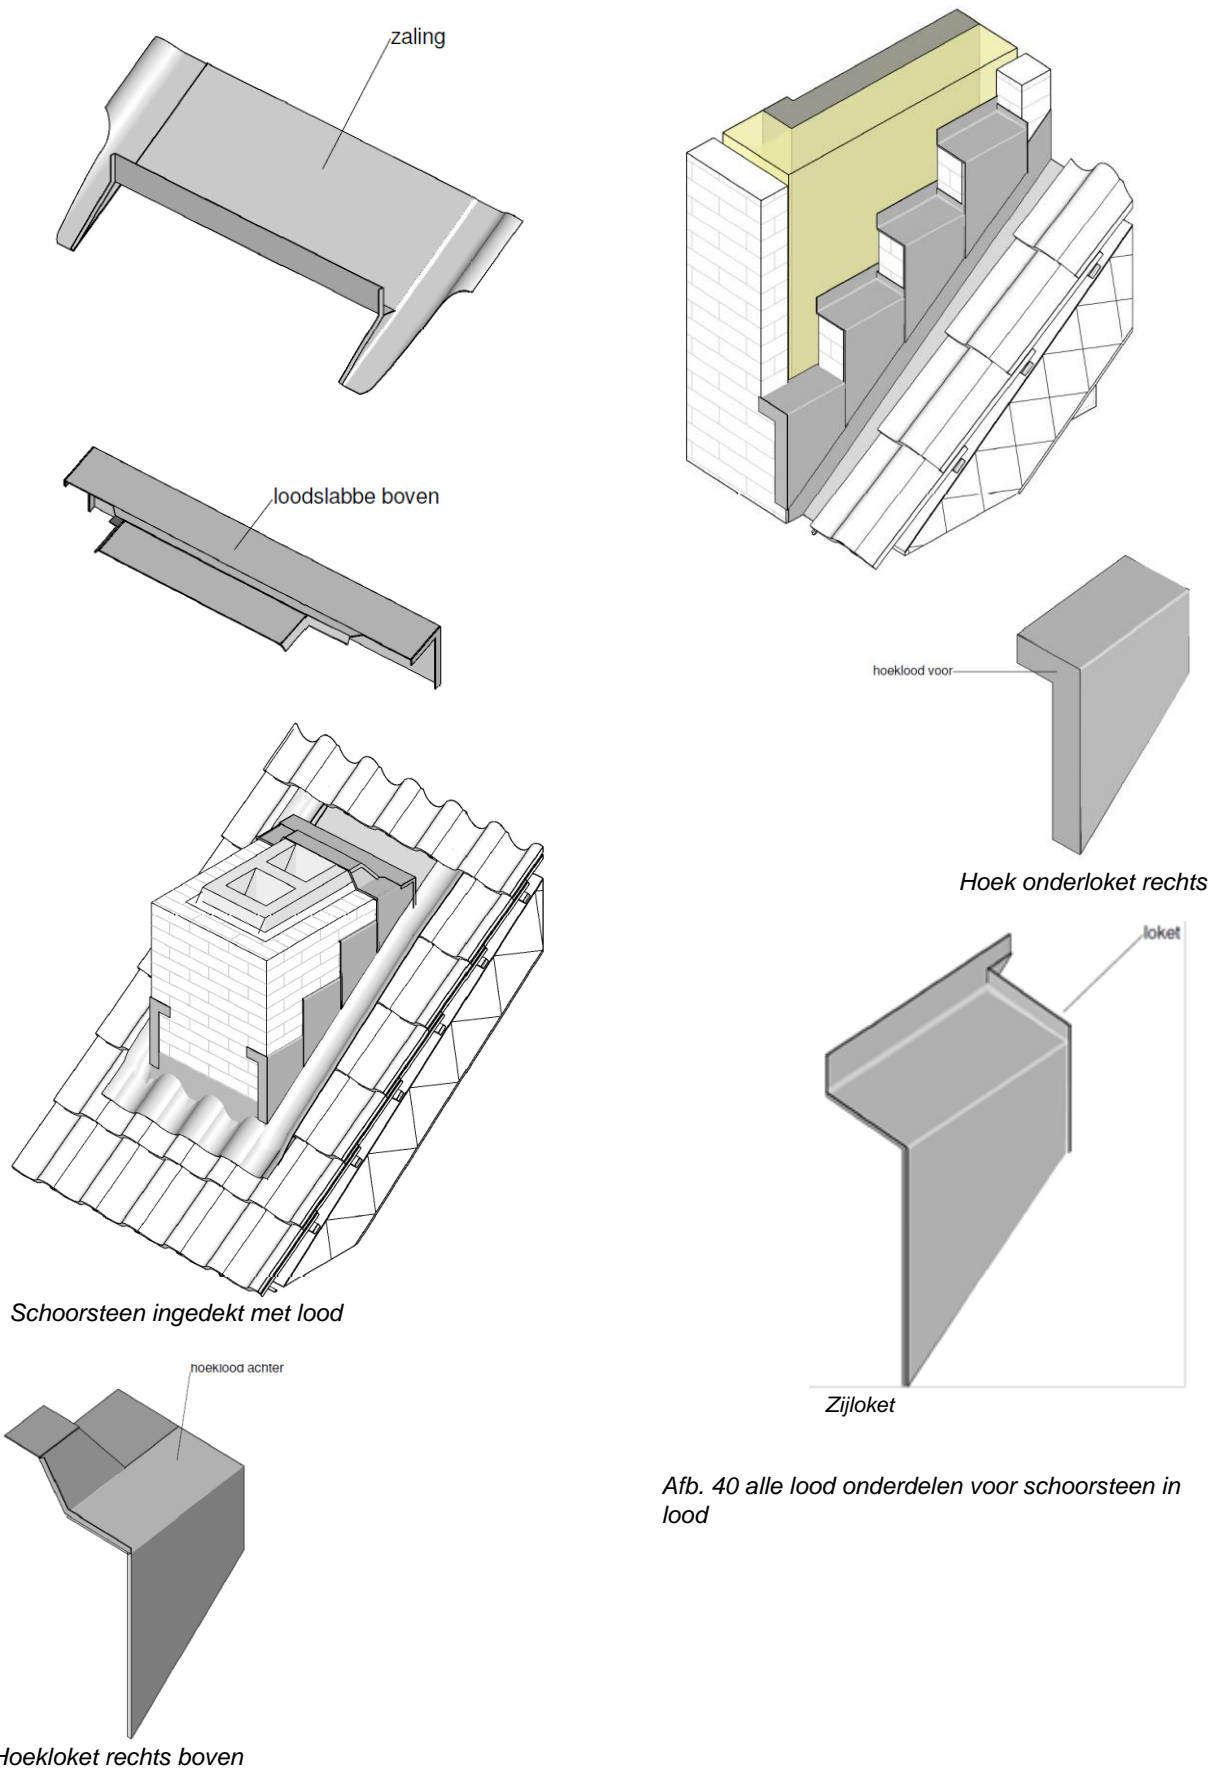 zaling
loodslabbe boven
hoeklood voor
Hoek onderloket rechts
loket
Schoorsteen ingedekt met lood
hoeklood achter
Zijloket
Afb. 40 alle lood onderdelen voor schoorsteen in
lood
Hoekloket rechts boven